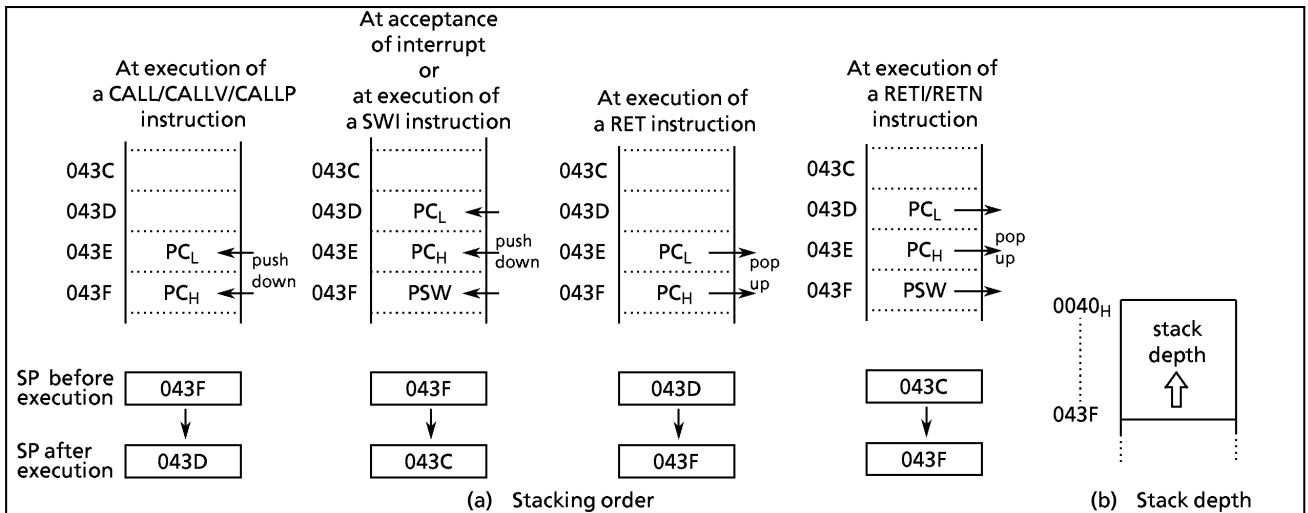 At execution of
a CALL/CALLV/CALLP
instruction
043C
043D
043E PCL push
043F PCH down
At acceptance
of interrupt
or
at execution of
a SWI instruction
043C
043D PCL
043E PCH push
down
043F PSW
At execution of
a RET instruction
043C
043D
043E PCL pop
043F PCH up
At execution of
a RETI/RETN
instruction
043C
043D PCL
043E PCH pop
up
043F PSW
SP before
execution
043F 043F 043D 043C
SP after
execution
043D 043C 043F 043F
(a) Stacking order
0040H
stack
depth
043F
(b) Stack depth